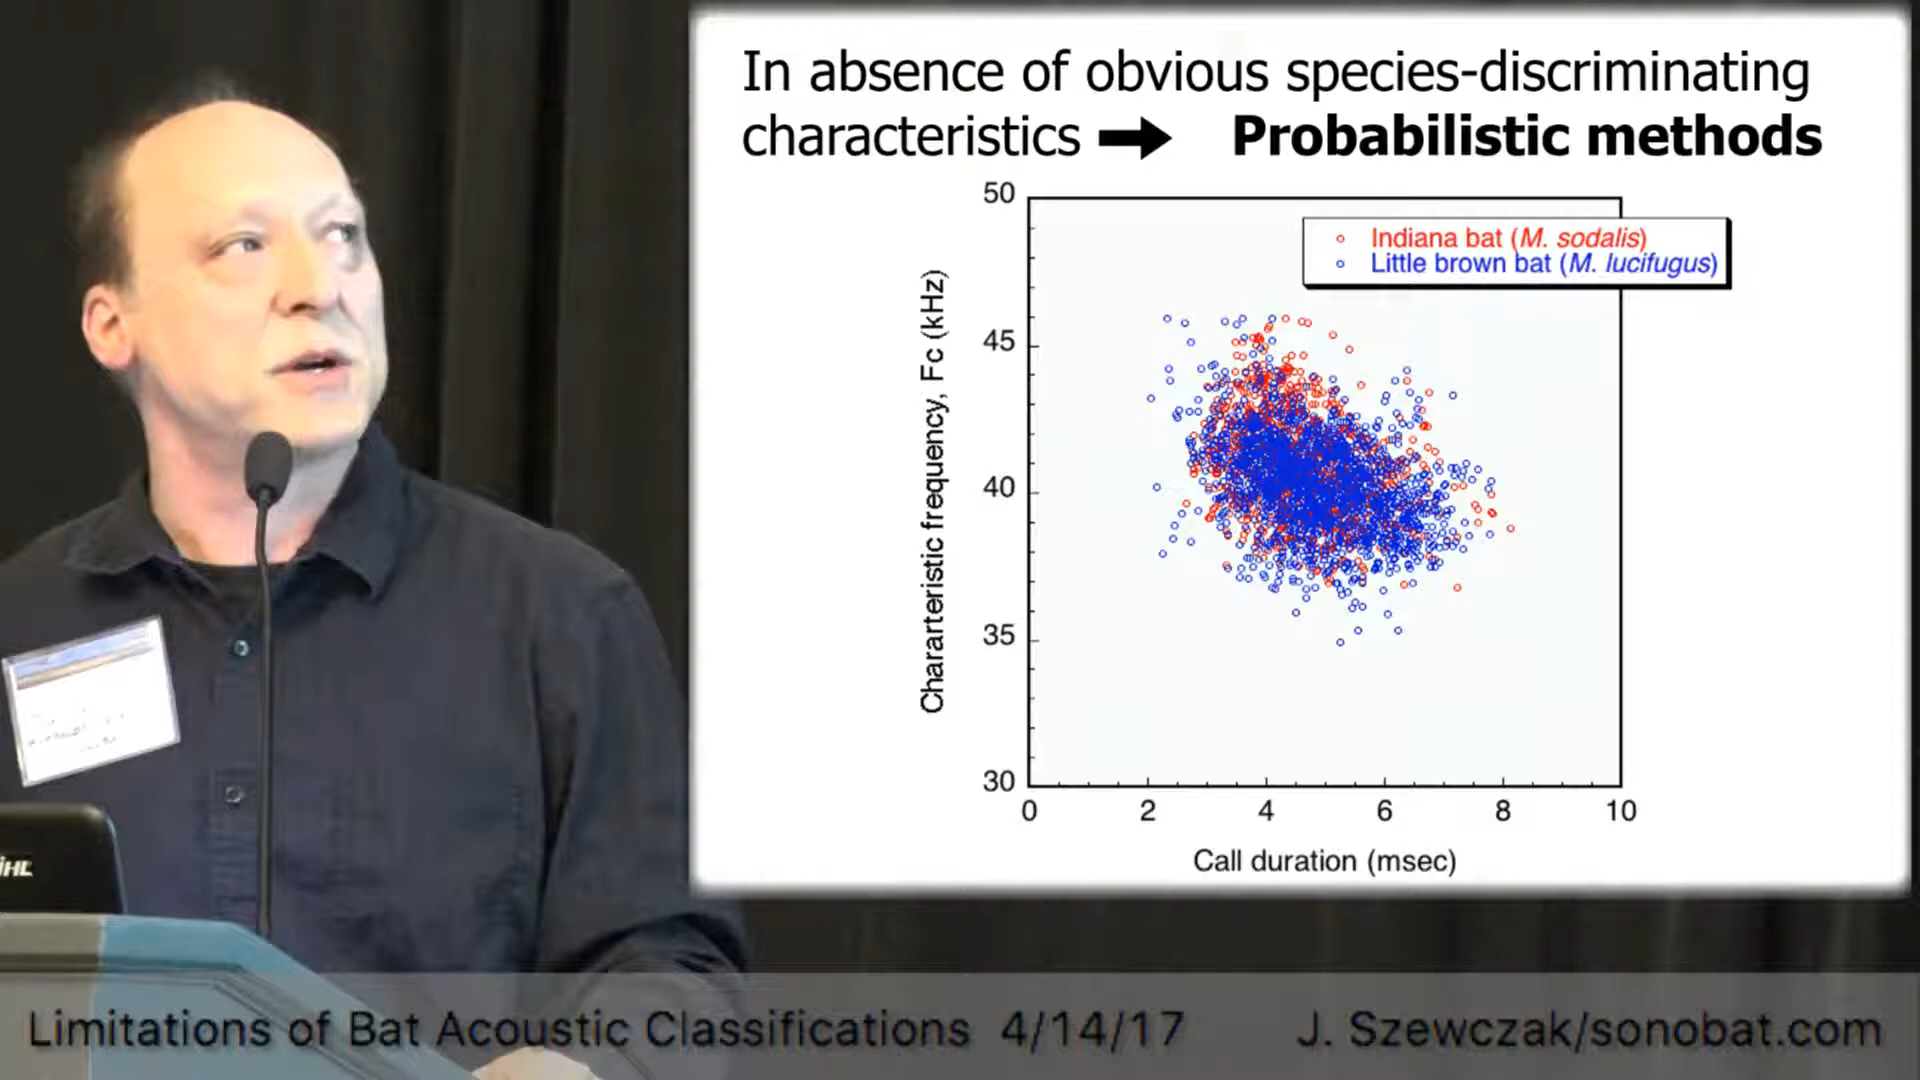 In absence of obvious species-discriminating
characteristics ➡ Probabilistic methods
50
Indiana bat (M. sodalis)
Little brown bat (M. lucifugus)
45
40
35
30
Chararteristic frequency, Fc (kHz)
0 2 4 6 8 10
Call duration (msec)
Limitations of Bat Acoustic Classifications 4/14/17 J. Szewczak/sonobat.com